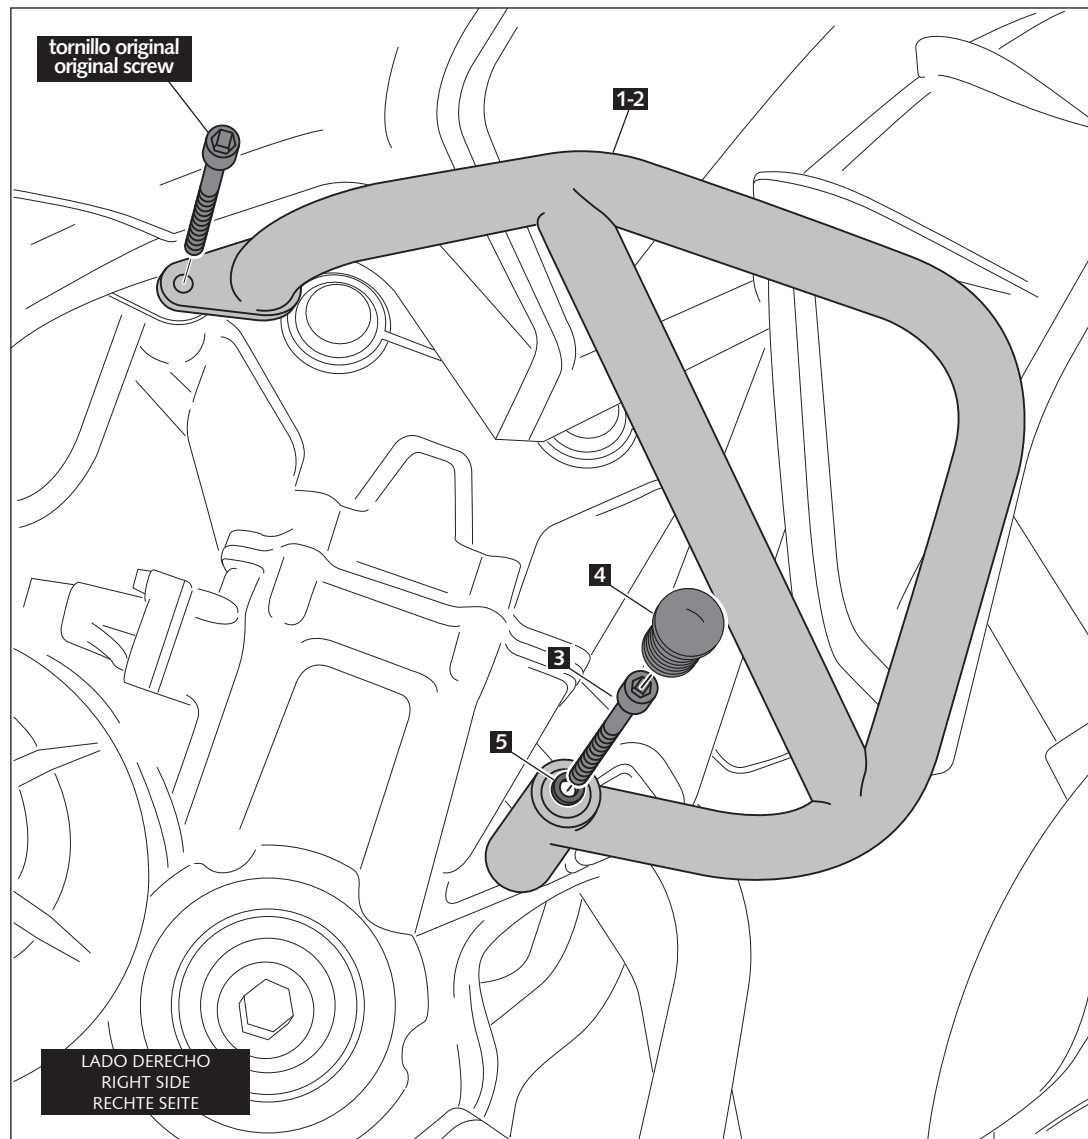 tornillo original
original screw
1-2
4
3
5
LADO DERECHO
RIGHT SIDE
RECHTE SEITE